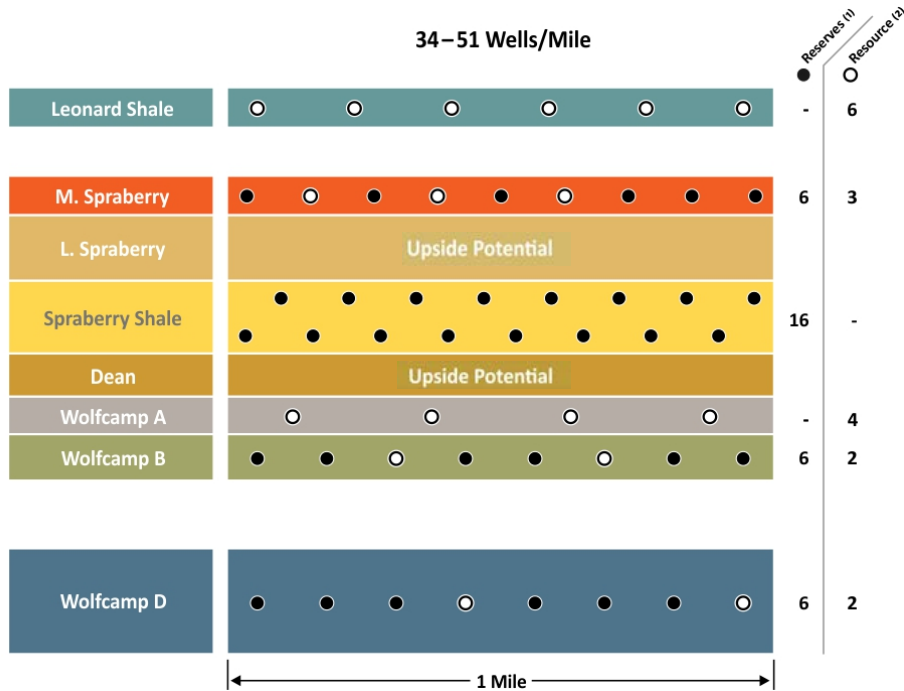 34–51 Wells/Mile
Reserves (1)
Resource (2)
Leonard Shale
- 6
M. Spraberry
6 3
L. Spraberry
Upside Potential
Spraberry Shale
16 -
Dean
Upside Potential
Wolfcamp A
- 4
Wolfcamp B
6 2
Wolfcamp D
6 2
1 Mile